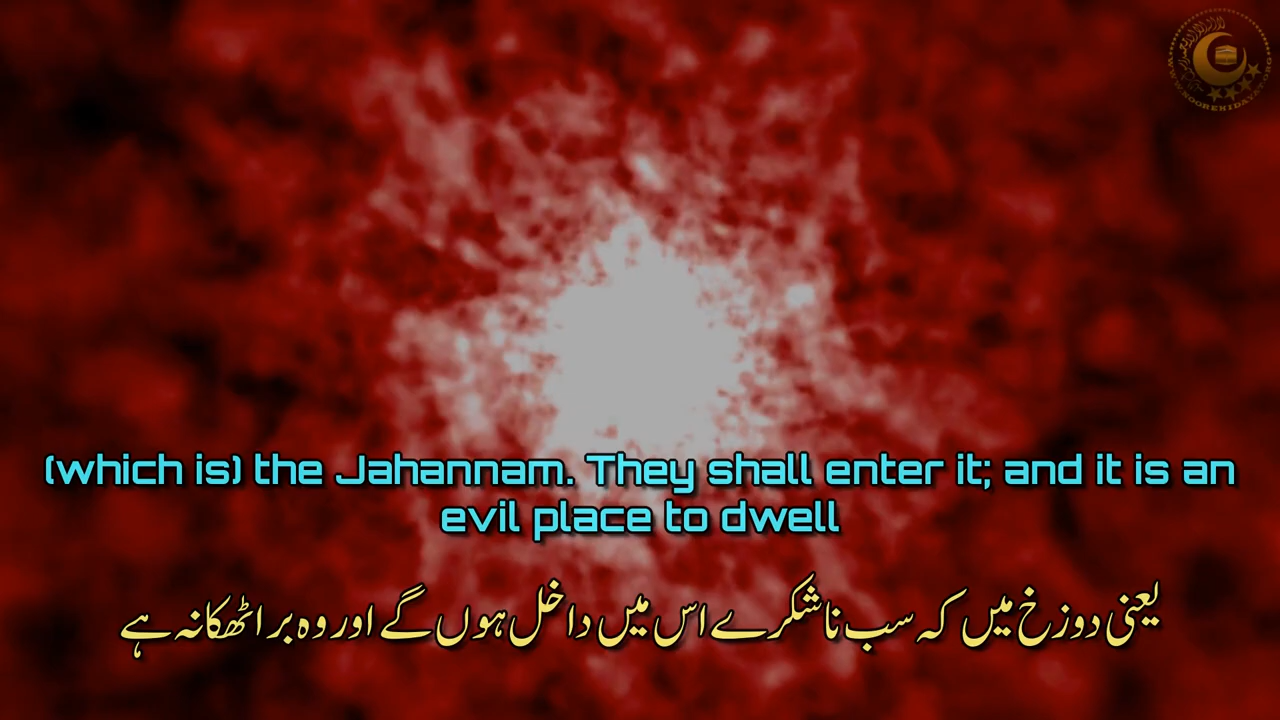 (which is) the Jahannam. They shall enter it; and it is an
evil place to dwell
یعنی دوزخ میں کہ سب ناشکرے اس میں داخل ہوں گے اور وہ برا ٹھکانہ ہے